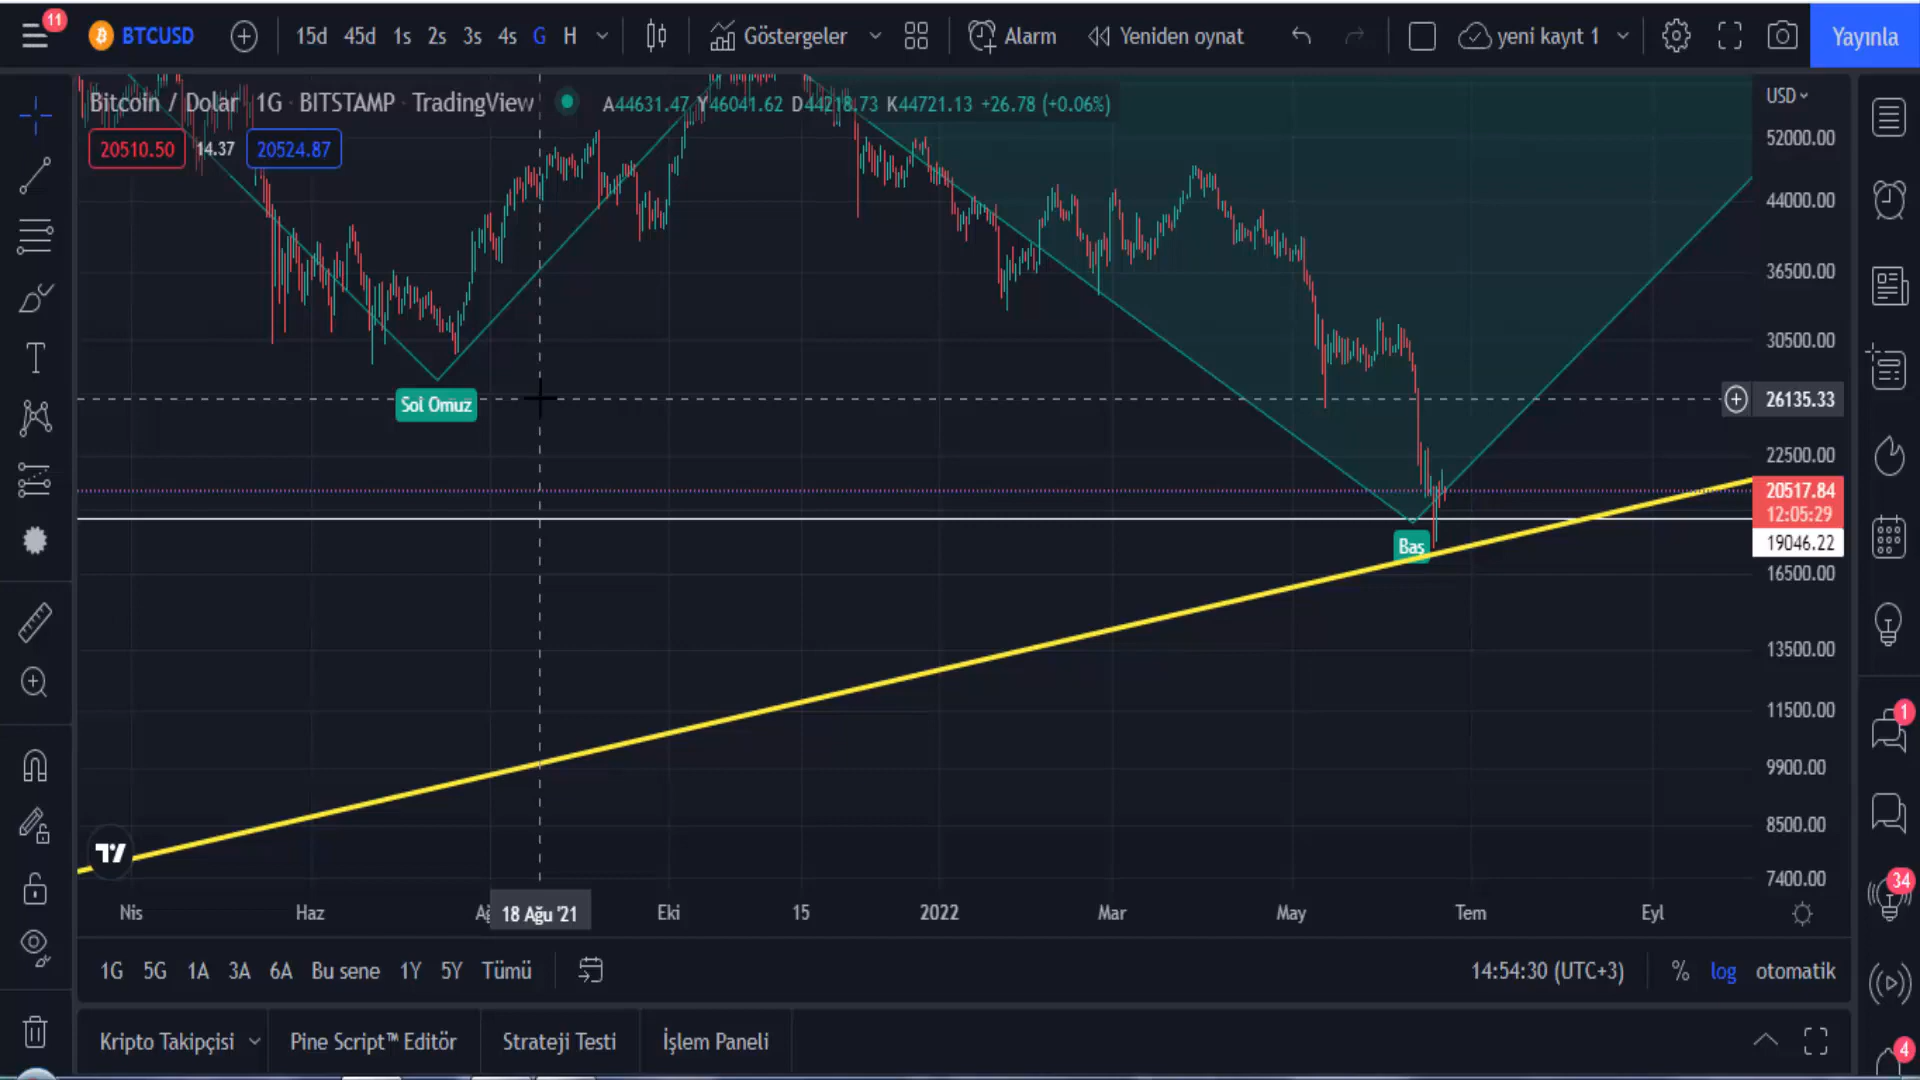 11
BTCUSD
15d 45d 1s 2s 3s 4s G H
Göstergeler
Alarm
Yeniden oynat
yeni kayıt 1
Yayınla
Bitcoin / Dolar · 1G · BITSTAMP · TradingView
A44631.47 Y46041.62 D44218.73 K44721.13 +26.78 (+0.06%)
20510.50 14.37 20524.87
USD
52000.00
44000.00
36500.00
30500.00
26135.33
22500.00
20517.84
12:05:29
19046.22
16500.00
13500.00
11500.00
9900.00
8500.00
7400.00
Sol Omuz
Baş
Nis Haz Ağ 18 Ağu '21 Eki 15 2022 Mar May Tem Eyl
1G 5G 1A 3A 6A Bu sene 1Y 5Y Tümü
14:54:30 (UTC+3) % log otomatik
Kripto Takipçisi Pine Script™ Editör Strateji Testi İşlem Paneli
1
34
4